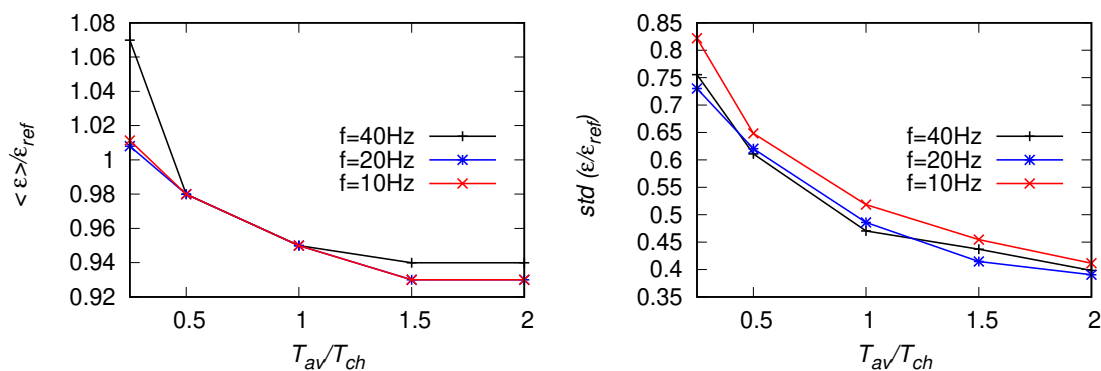 1.08
1.06
1.04
1.02
1
0.98
0.96
0.94
0.92
< ε>/ε_ref
f=40Hz
f=20Hz
f=10Hz
0.5
1
1.5
2
T_av/T_ch
0.85
0.8
0.75
0.7
0.65
0.6
0.55
0.5
0.45
0.4
0.35
std (ε/ε_ref)
f=40Hz
f=20Hz
f=10Hz
0.5
1
1.5
2
T_av/T_ch